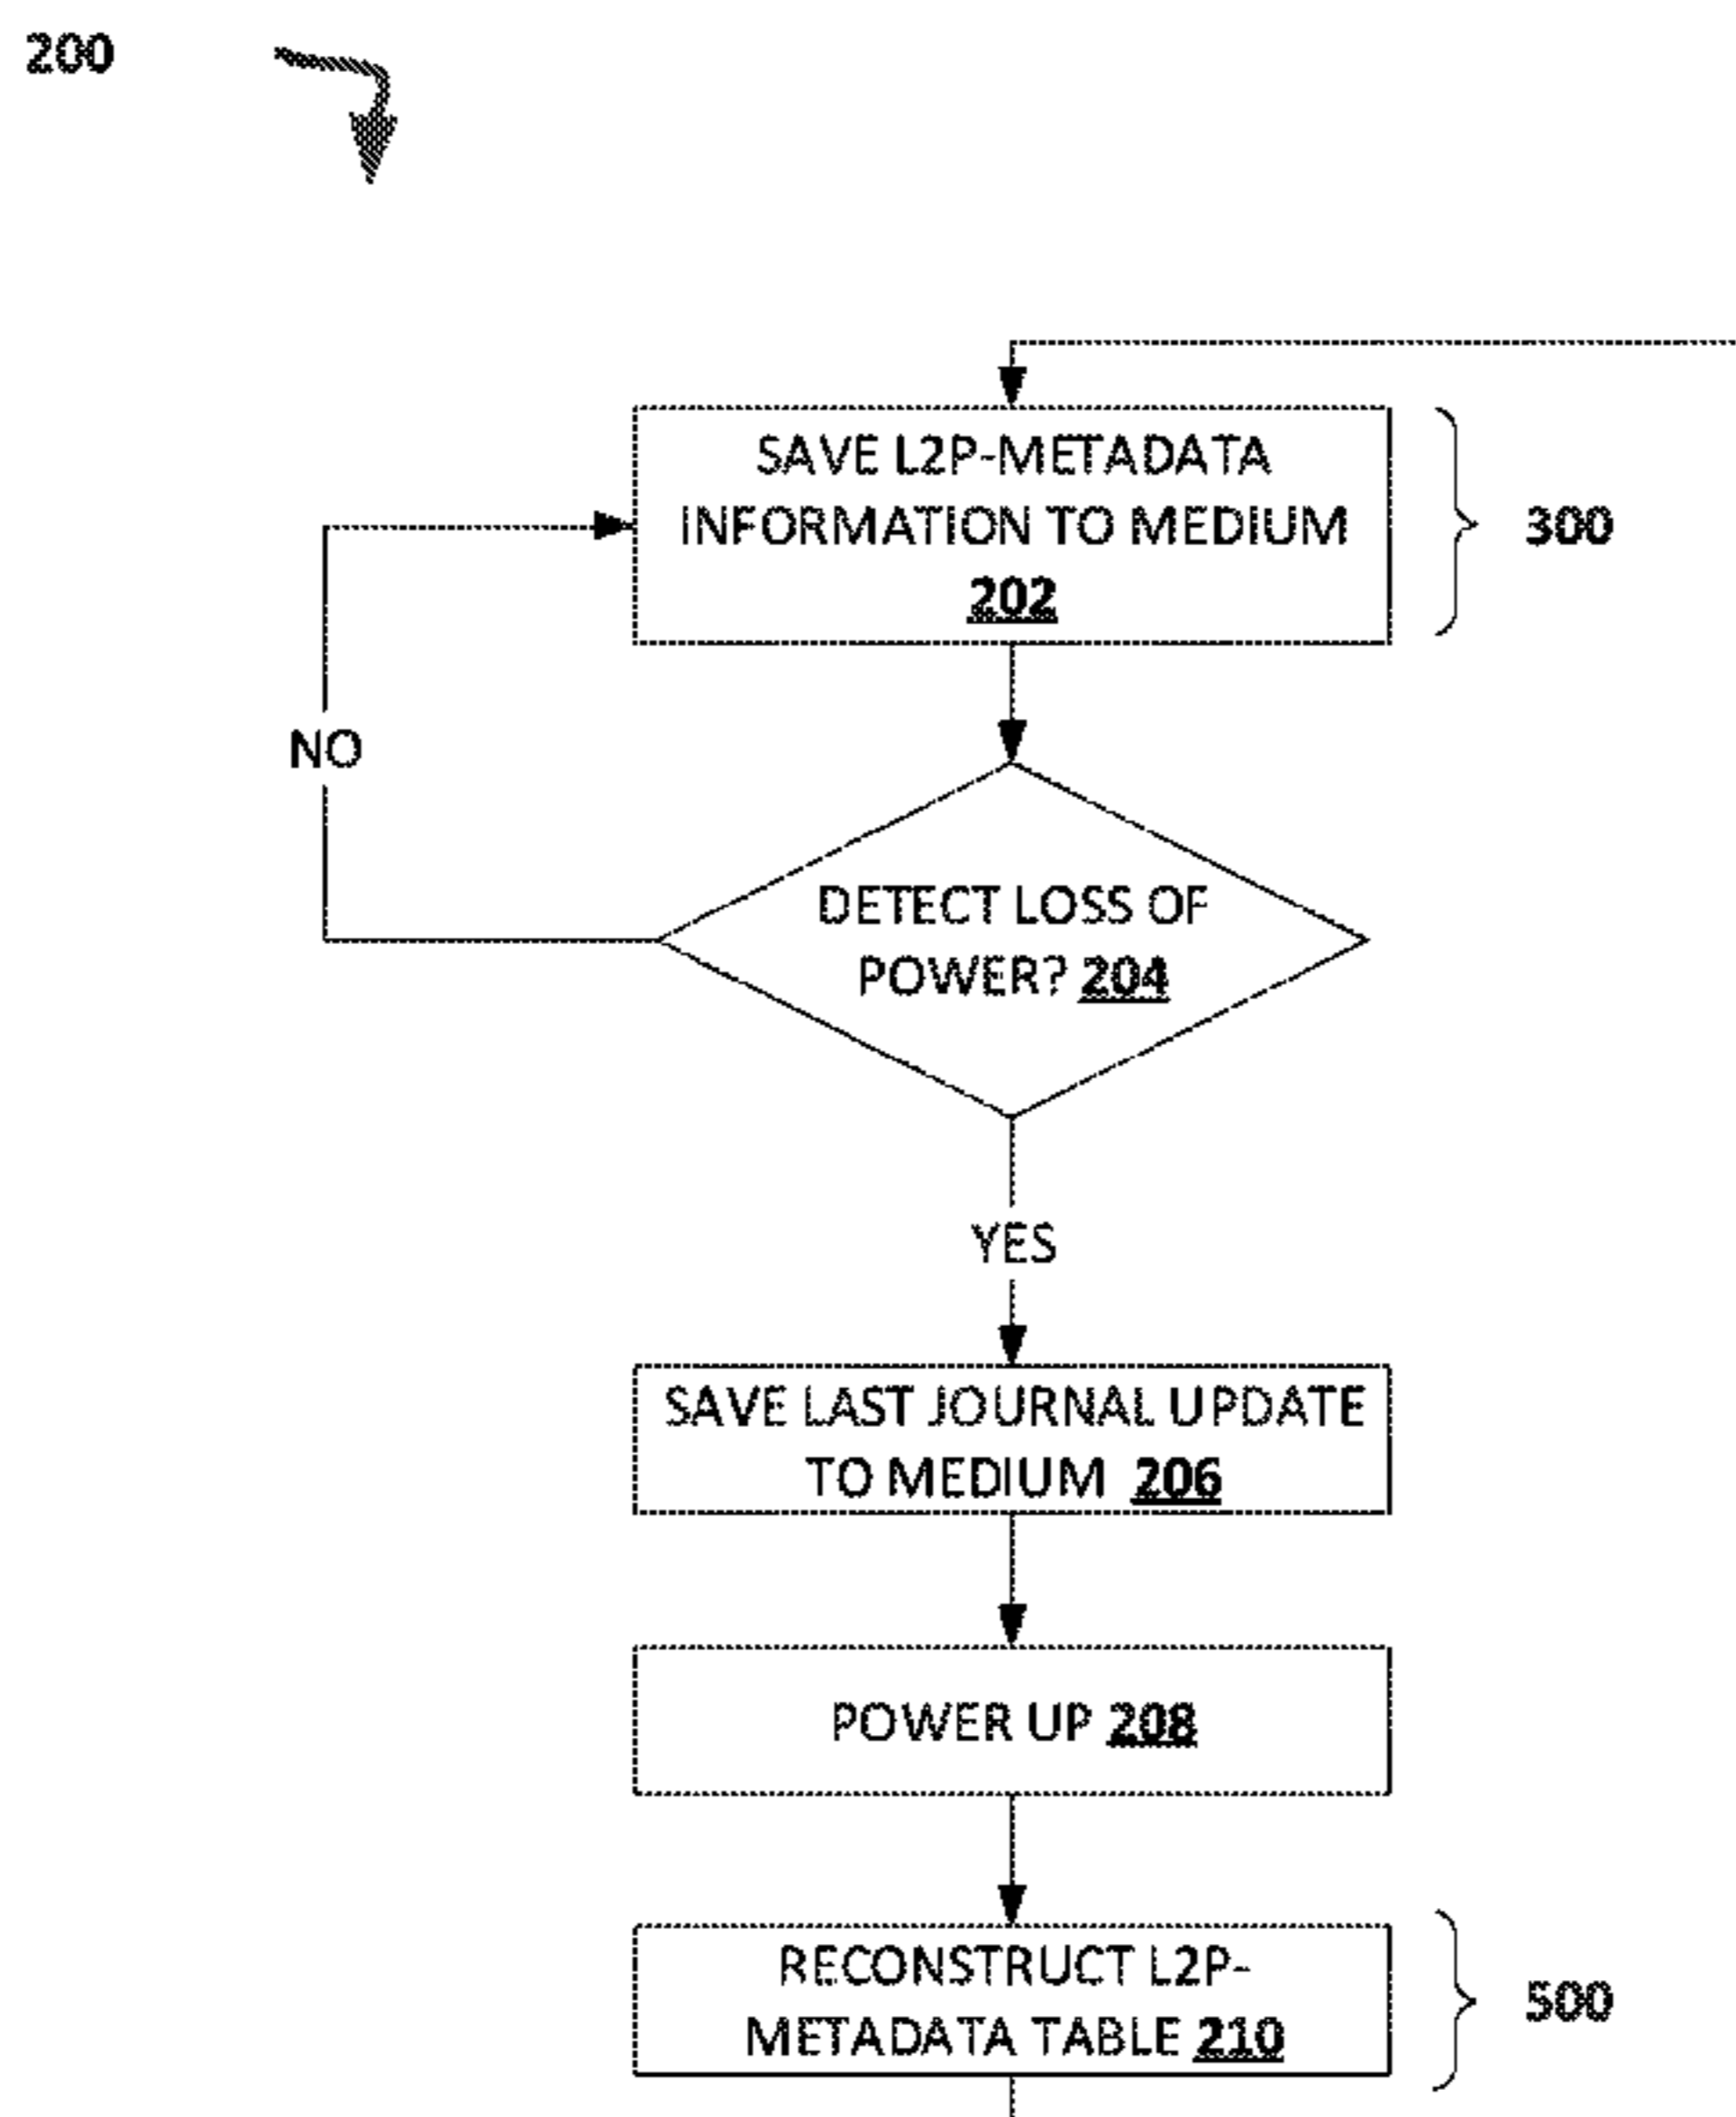 200
SAVE L2P-METADATA
INFORMATION TO MEDIUM
202
300
NO
DETECT LOSS OF
POWER? 204
YES
SAVE LAST JOURNAL UPDATE
TO MEDIUM 206
POWER UP 208
RECONSTRUCT L2P-
METADATA TABLE 210
500